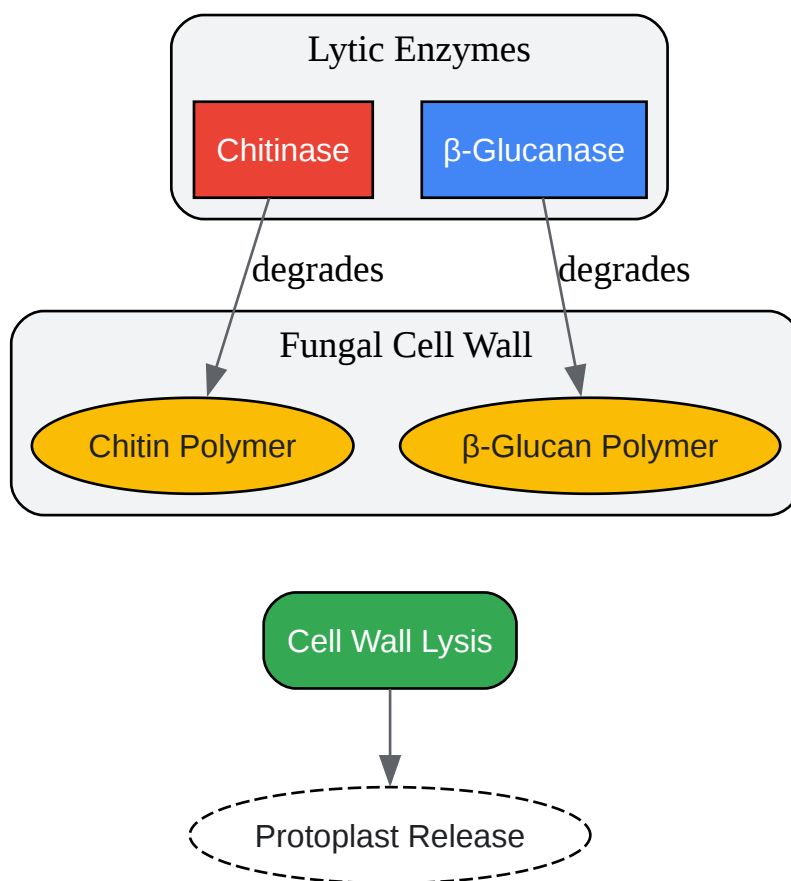 Lytic Enzymes
Chitinase
β-Glucanase
degrades
degrades
Fungal Cell Wall
Chitin Polymer
β-Glucan Polymer
Cell Wall Lysis
Protoplast Release